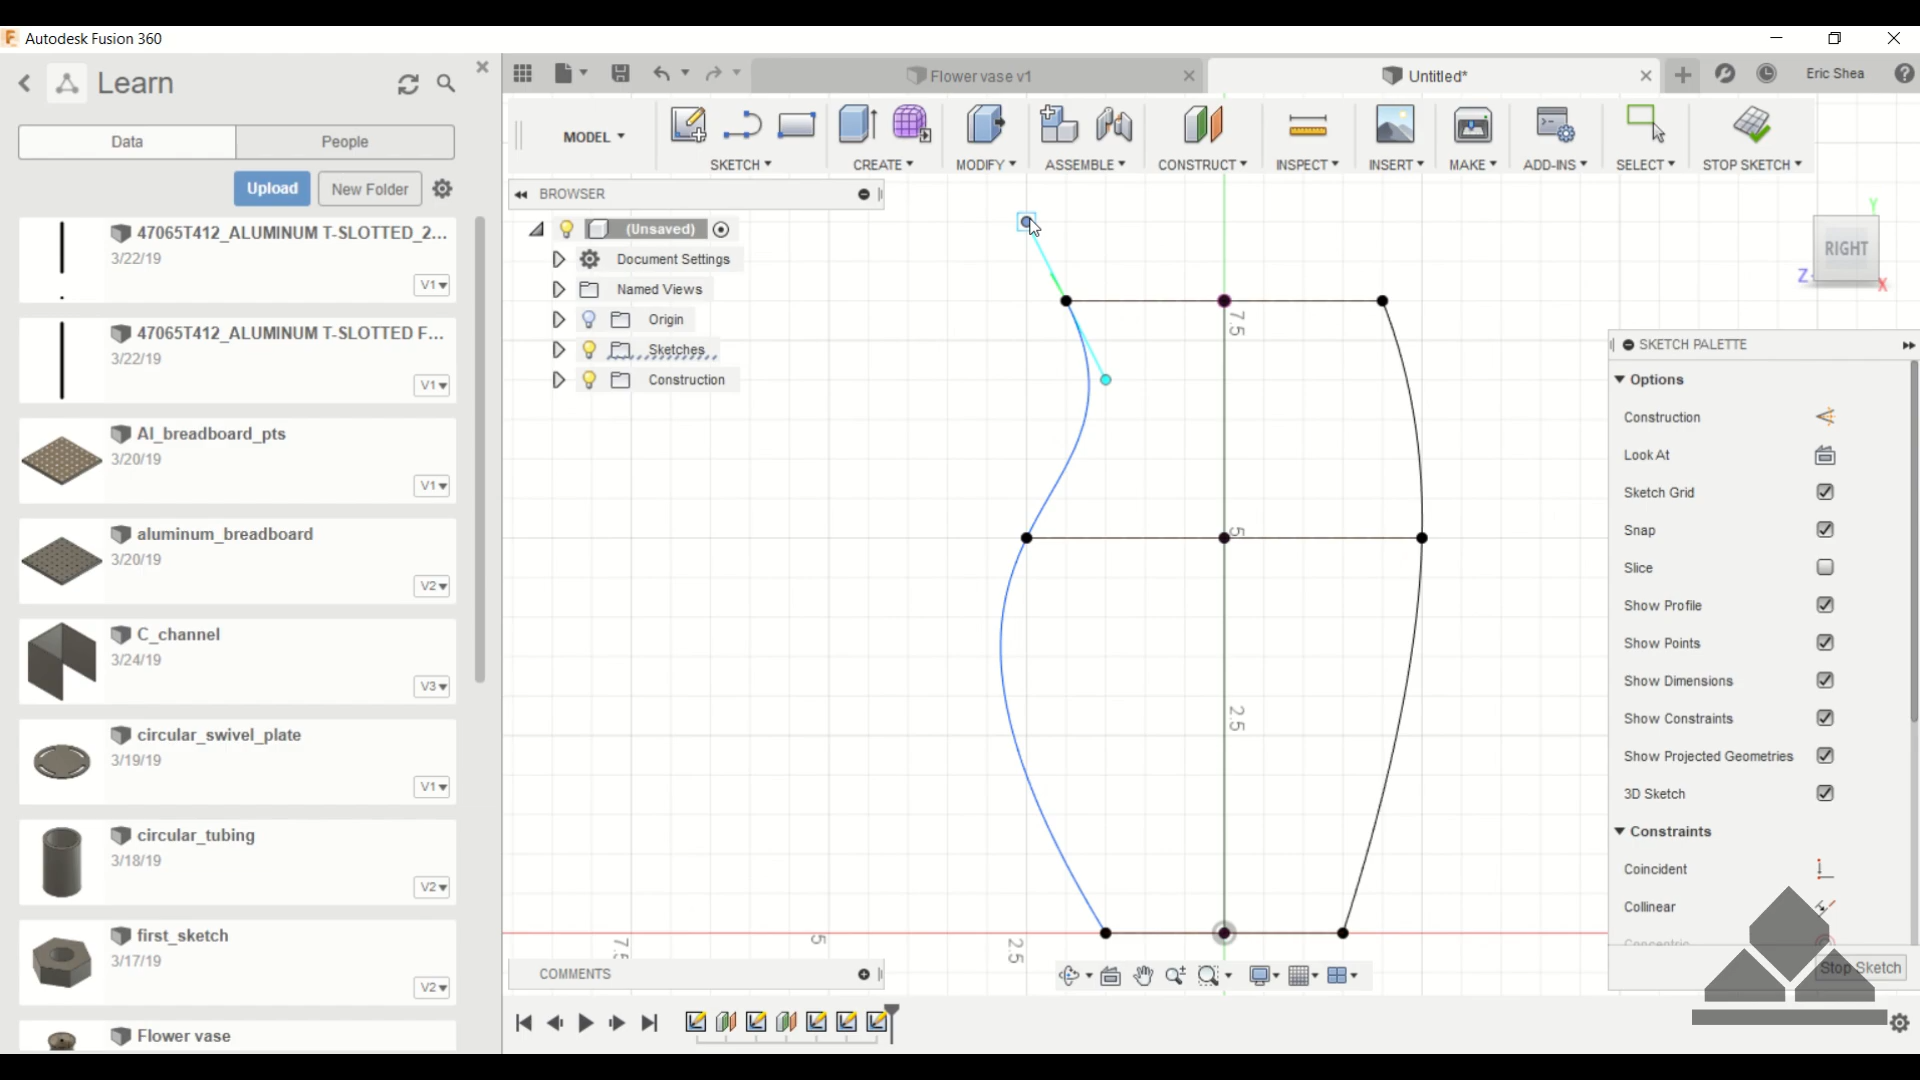 Autodesk Fusion 360
Learn
Data
People
Upload
New Folder
47065T412_ALUMINUM T-SLOTTED_2...
3/22/19
V1
47065T412_ALUMINUM T-SLOTTED F...
3/22/19
V1
Al_breadboard_pts
3/20/19
V1
aluminum_breadboard
3/20/19
V2
C_channel
3/24/19
V3
circular_swivel_plate
3/19/19
V1
circular_tubing
3/18/19
V2
first_sketch
3/17/19
V2
Flower vase
Flower vase v1
Untitled*
Eric Shea
MODEL
SKETCH
CREATE
MODIFY
ASSEMBLE
CONSTRUCT
INSPECT
INSERT
MAKE
ADD-INS
SELECT
STOP SKETCH
BROWSER
(Unsaved)
Document Settings
Named Views
Origin
Sketches
Construction
7.5
5
2.5
7.5
5
2.5
Y
RIGHT
Z
X
SKETCH PALETTE
Options
Construction
Look At
Sketch Grid
Snap
Slice
Show Profile
Show Points
Show Dimensions
Show Constraints
Show Projected Geometries
3D Sketch
Constraints
Coincident
Collinear
Concentric
Stop Sketch
COMMENTS